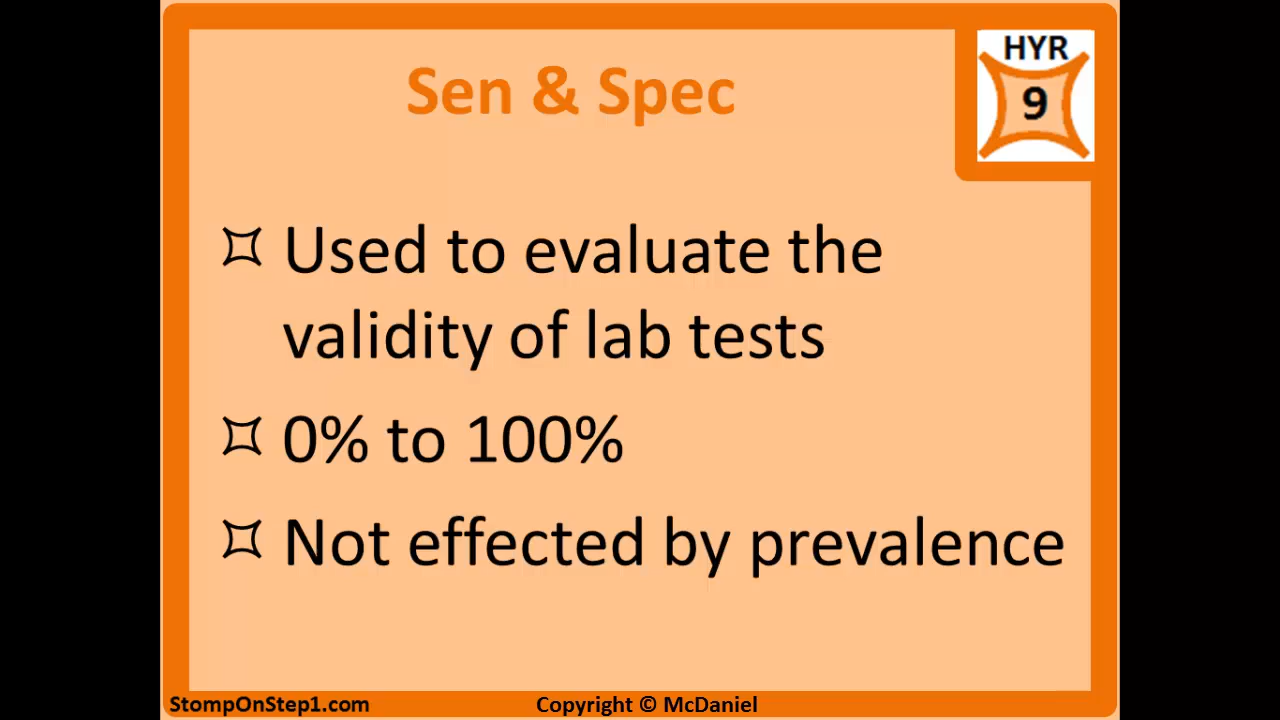 HYR
9
Sen & Spec
Used to evaluate the
validity of lab tests
0% to 100%
Not effected by prevalence
StompOnStep1.com
Copyright © McDaniel